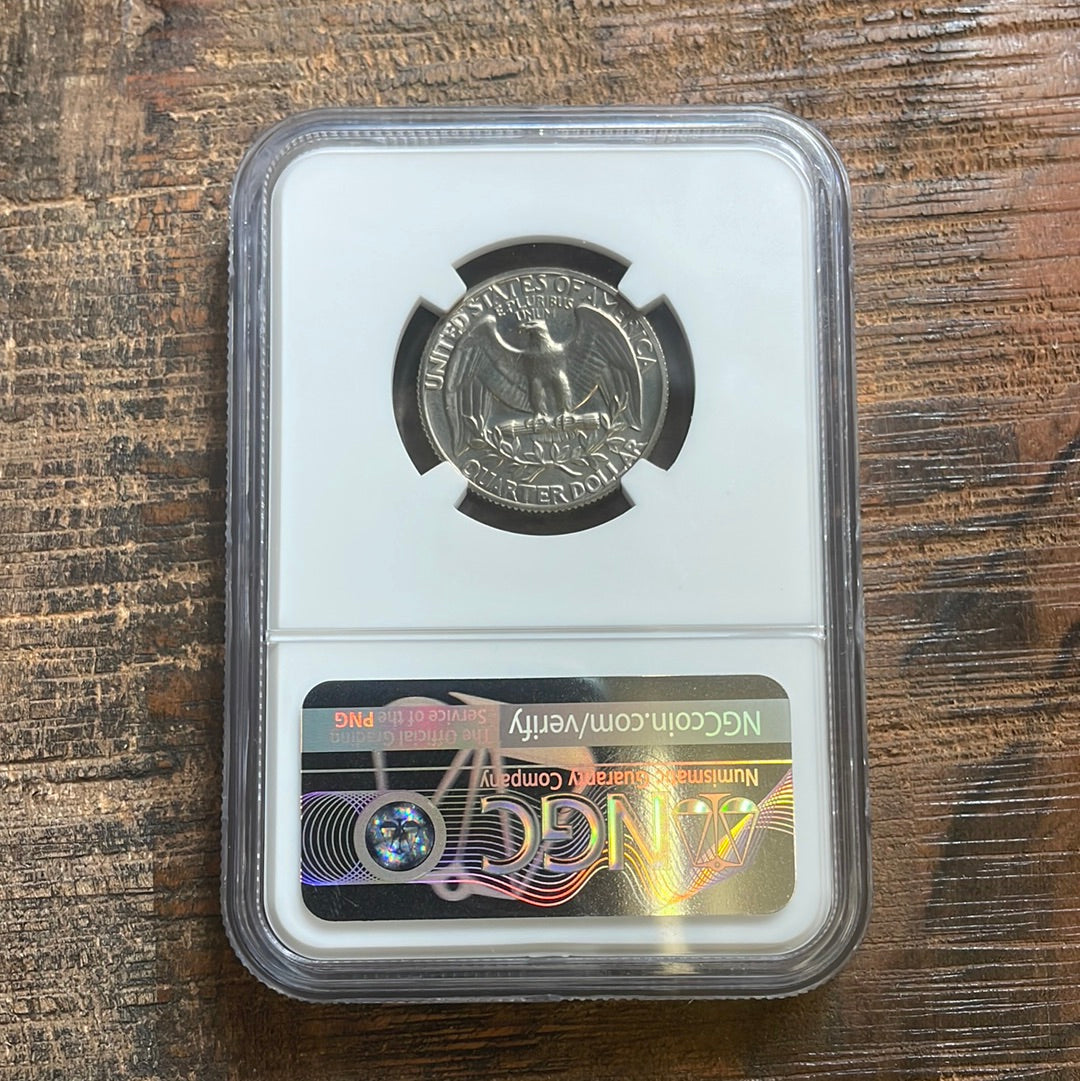 UNITED STATES OF AMERICA
E PLURIBUS
UNUM
QUARTER DOLLAR
NGC
Numismatic Guaranty Company
NGCcoin.com/verify
The Official Grading
Service of the PNG